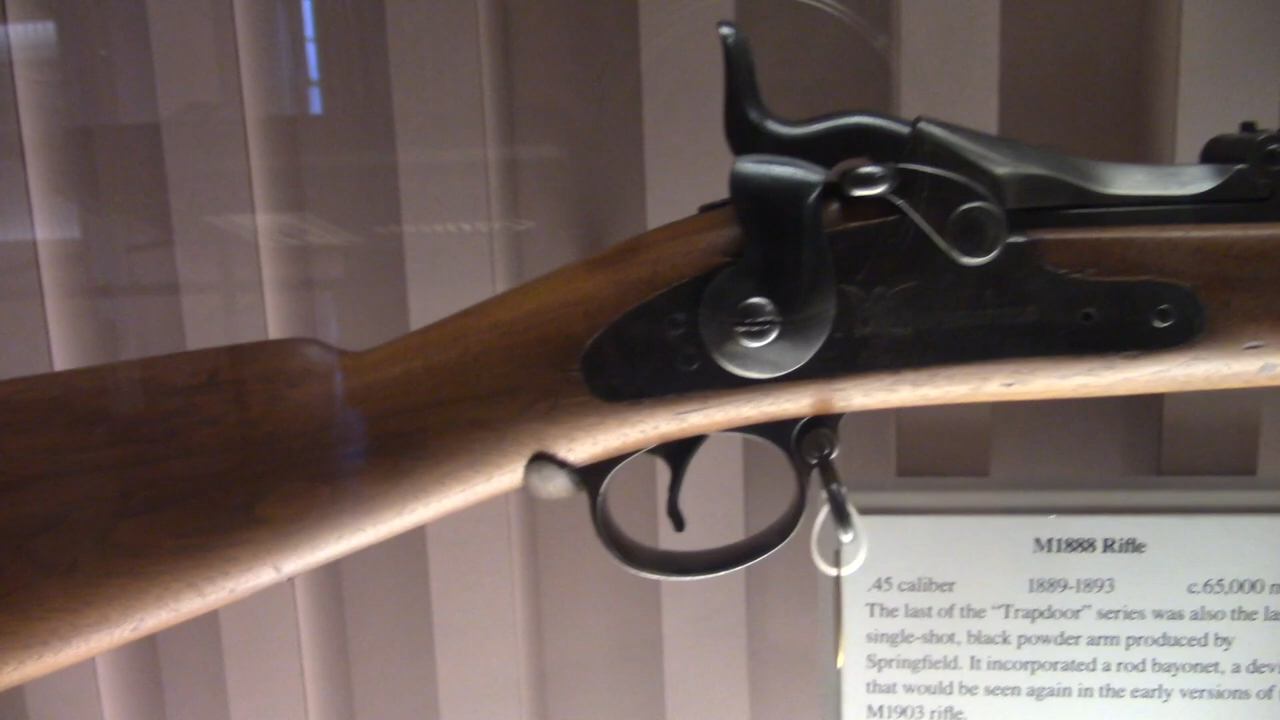 M1888 Rifle
.45 caliber 1889-1893 c.65,000
The last of the "Trapdoor" series was also the
single-shot, black powder arm produced by
Springfield. It incorporated a rod bayonet, a
that would be seen again in the early versions of
M1903 rifle.